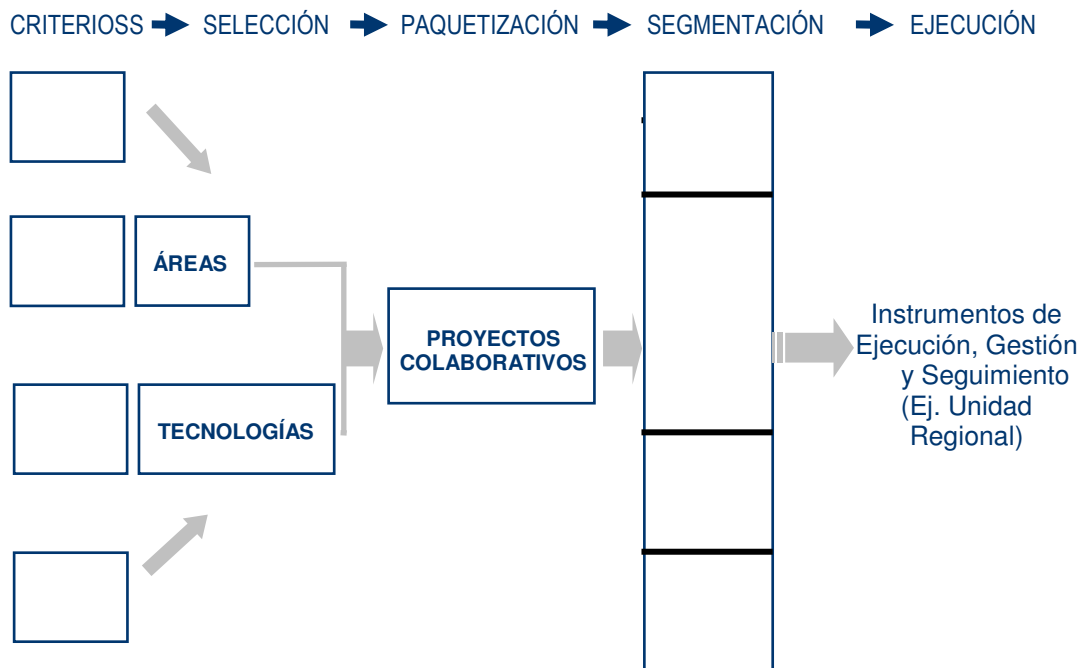 CRITERIOSS SELECCIÓN PAQUETIZACIÓN SEGMENTACIÓN EJECUCIÓN
ÁREAS
TECNOLOGÍAS
PROYECTOS
COLABORATIVOS
Instrumentos de
Ejecución, Gestión
y Seguimiento
(Ej. Unidad
Regional)